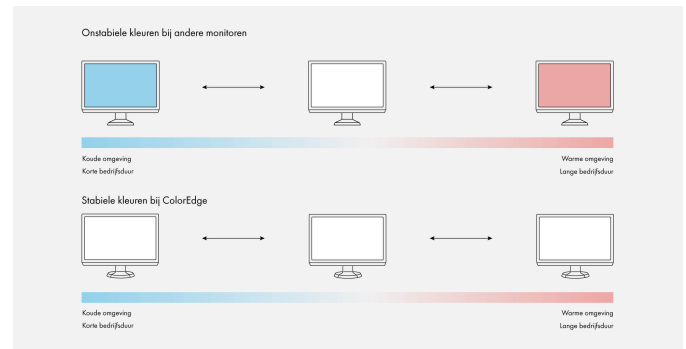 Onstabiele kleuren bij andere monitoren
Koude omgeving
Korte bedrijfsduur
Warme omgeving
Lange bedrijfsduur
Stabiele kleuren bij ColorEdge
Koude omgeving
Korte bedrijfsduur
Warme omgeving
Lange bedrijfsduur